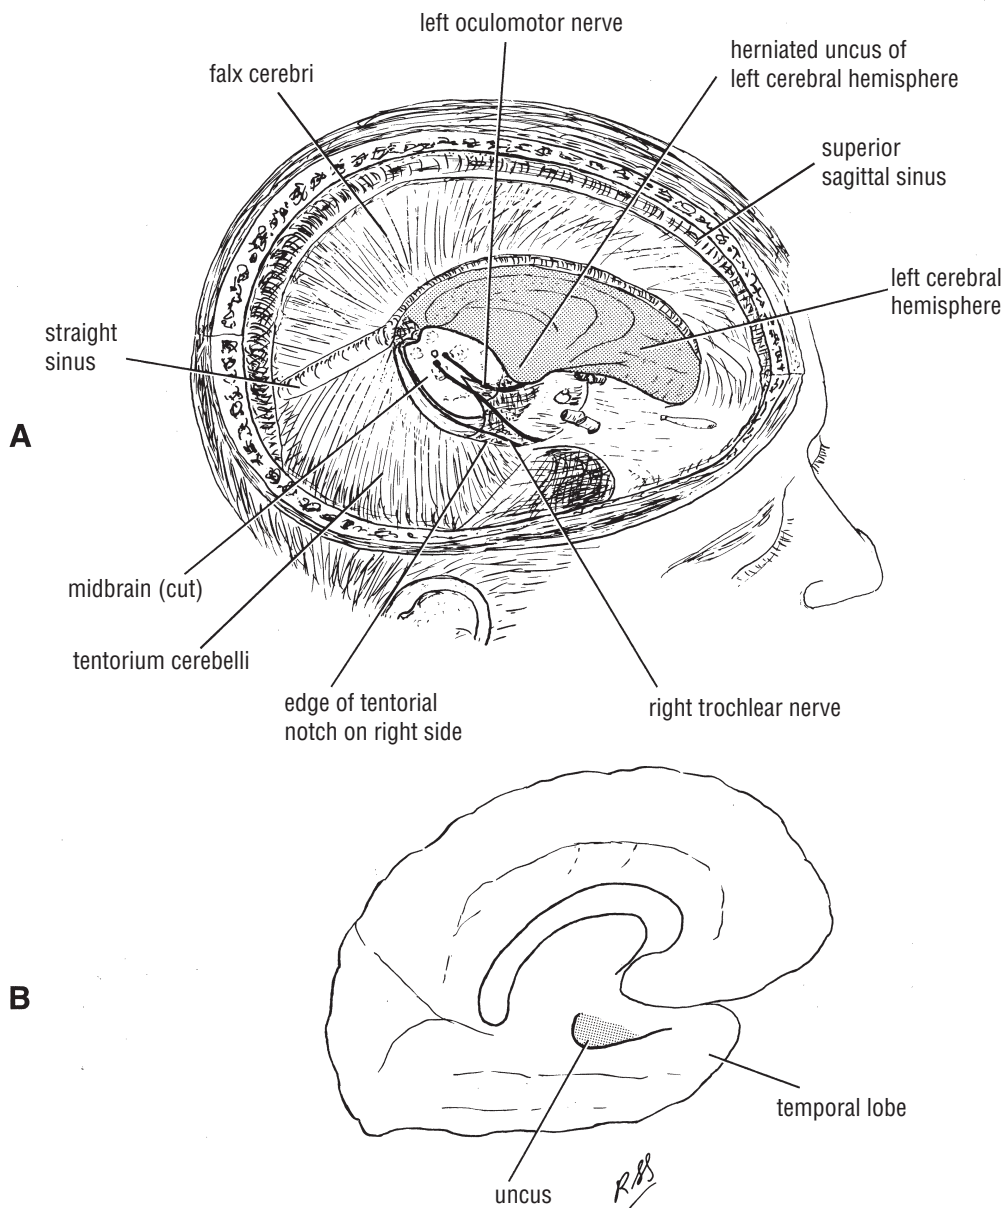 left oculomotor nerve
herniated uncus of
left cerebral hemisphere
falx cerebri
superior
sagittal sinus
left cerebral
hemisphere
straight
sinus
A
midbrain (cut)
tentorium cerebelli
edge of tentorial
notch on right side
right trochlear nerve
B
temporal lobe
uncus
RSS